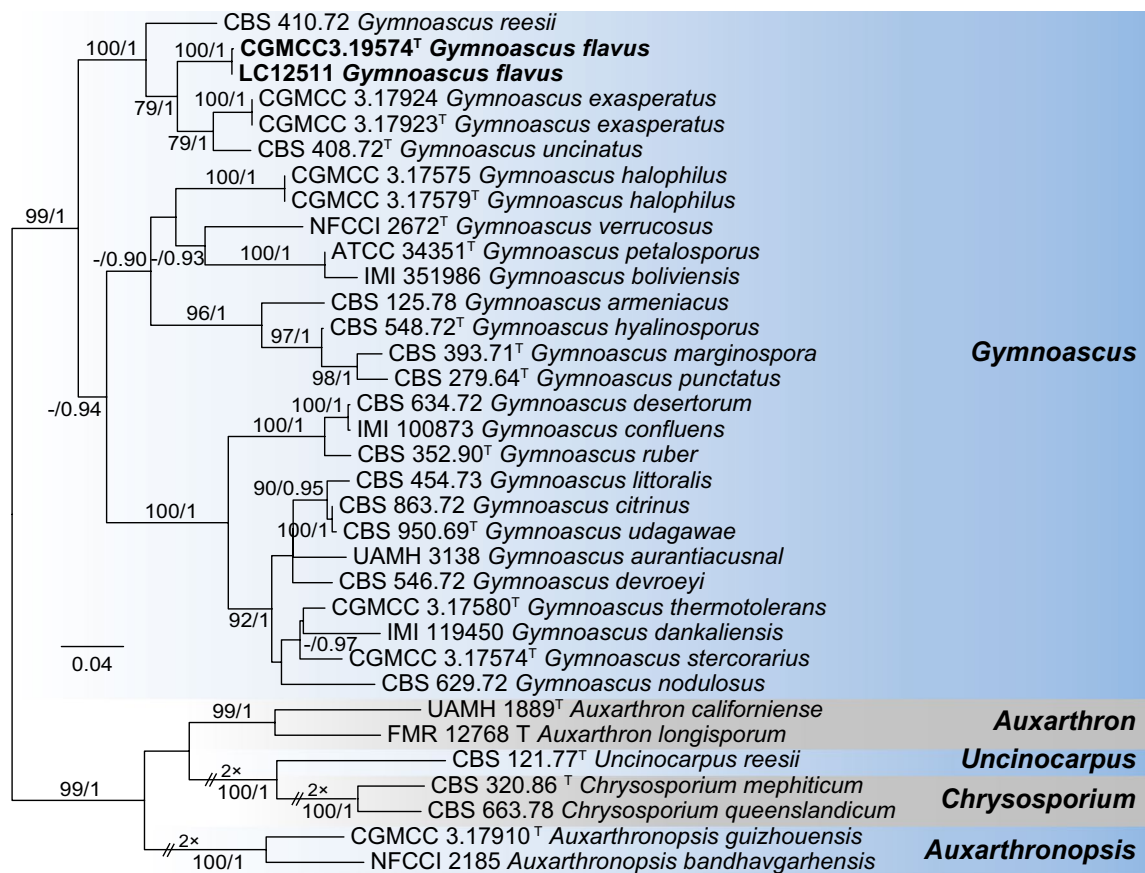 CBS 410.72 Gymnoascus reesii
100/1
100/1
CGMCC3.19574ᵀ Gymnoascus flavus
LC12511 Gymnoascus flavus
79/1
100/1
CGMCC 3.17924 Gymnoascus exasperatus
CGMCC 3.17923ᵀ Gymnoascus exasperatus
79/1
CBS 408.72ᵀ Gymnoascus uncinatus
100/1
CGMCC 3.17575 Gymnoascus halophilus
CGMCC 3.17579ᵀ Gymnoascus halophilus
99/1
NFCCI 2672ᵀ Gymnoascus verrucosus
-/0.90
-/0.93
100/1
ATCC 34351ᵀ Gymnoascus petalosporus
IMI 351986 Gymnoascus boliviensis
96/1
CBS 125.78 Gymnoascus armeniacus
97/1
CBS 548.72ᵀ Gymnoascus hyalinosporus
CBS 393.71ᵀ Gymnoascus marginospora
Gymnoascus
98/1
CBS 279.64ᵀ Gymnoascus punctatus
-/0.94
100/1
100/1
CBS 634.72 Gymnoascus desertorum
IMI 100873 Gymnoascus confluens
CBS 352.90ᵀ Gymnoascus ruber
90/0.95
CBS 454.73 Gymnoascus littoralis
100/1
CBS 863.72 Gymnoascus citrinus
100/1
CBS 950.69ᵀ Gymnoascus udagawae
UAMH 3138 Gymnoascus aurantiacusnal
CBS 546.72 Gymnoascus devroeyi
92/1
CGMCC 3.17580ᵀ Gymnoascus thermotolerans
IMI 119450 Gymnoascus dankaliensis
-/0.97
0.04
CGMCC 3.17574ᵀ Gymnoascus stercorarius
CBS 629.72 Gymnoascus nodulosus
99/1
UAMH 1889ᵀ Auxarthron californiense
FMR 12768 T Auxarthron longisporum
Auxarthron
2×
100/1
CBS 121.77ᵀ Uncinocarpus reesii
Uncinocarpus
99/1
2×
100/1
CBS 320.86 ᵀ Chrysosporium mephiticum
CBS 663.78 Chrysosporium queenslandicum
Chrysosporium
2×
100/1
CGMCC 3.17910ᵀ Auxarthronopsis guizhouensis
NFCCI 2185 Auxarthronopsis bandhavgarhensis
Auxarthronopsis